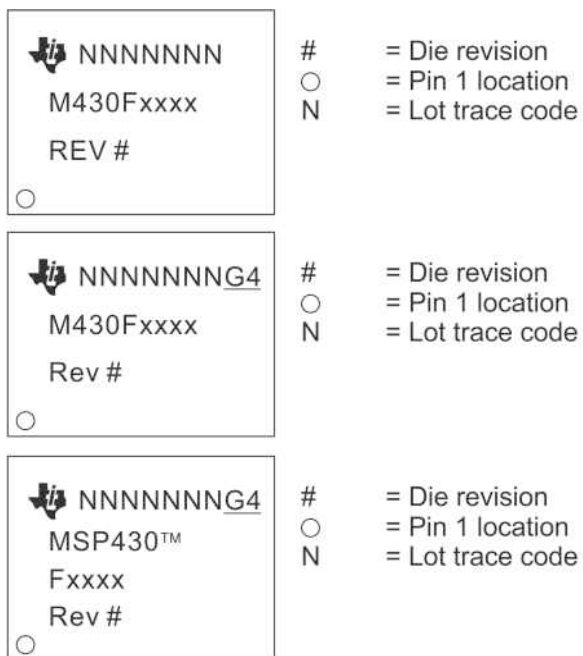 NNNNNNN
M430Fxxxx
REV #
# = Die revision
○ = Pin 1 location
N = Lot trace code
NNNNNNNG4
M430Fxxxx
Rev #
# = Die revision
○ = Pin 1 location
N = Lot trace code
NNNNNNNG4
MSP430™
Fxxxx
Rev #
# = Die revision
○ = Pin 1 location
N = Lot trace code